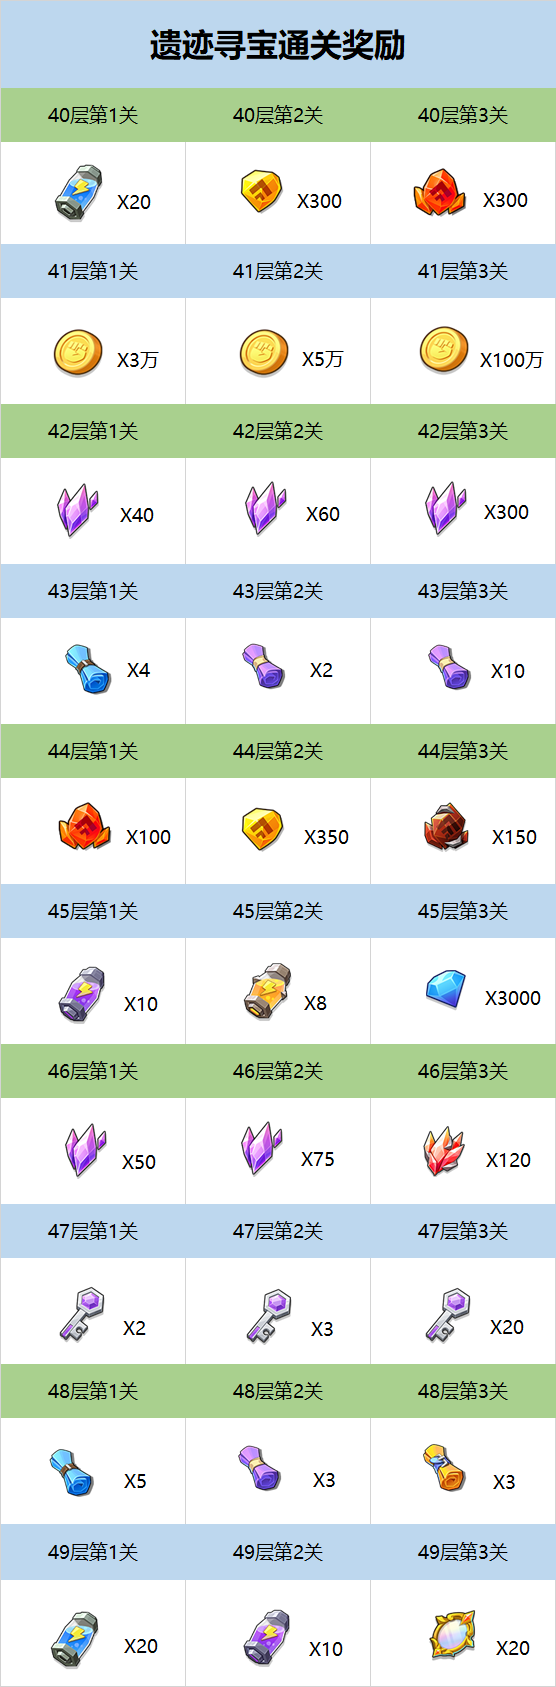 遗迹寻宝通关奖励
40层第1关 40层第2关 40层第3关
X20 X300 X300
41层第1关 41层第2关 41层第3关
X3万 X5万 X100万
42层第1关 42层第2关 42层第3关
X40 X60 X300
43层第1关 43层第2关 43层第3关
X4 X2 X10
44层第1关 44层第2关 44层第3关
X100 X350 X150
45层第1关 45层第2关 45层第3关
X10 X8 X3000
46层第1关 46层第2关 46层第3关
X50 X75 X120
47层第1关 47层第2关 47层第3关
X2 X3 X20
48层第1关 48层第2关 48层第3关
X5 X3 X3
49层第1关 49层第2关 49层第3关
X20 X10 X20